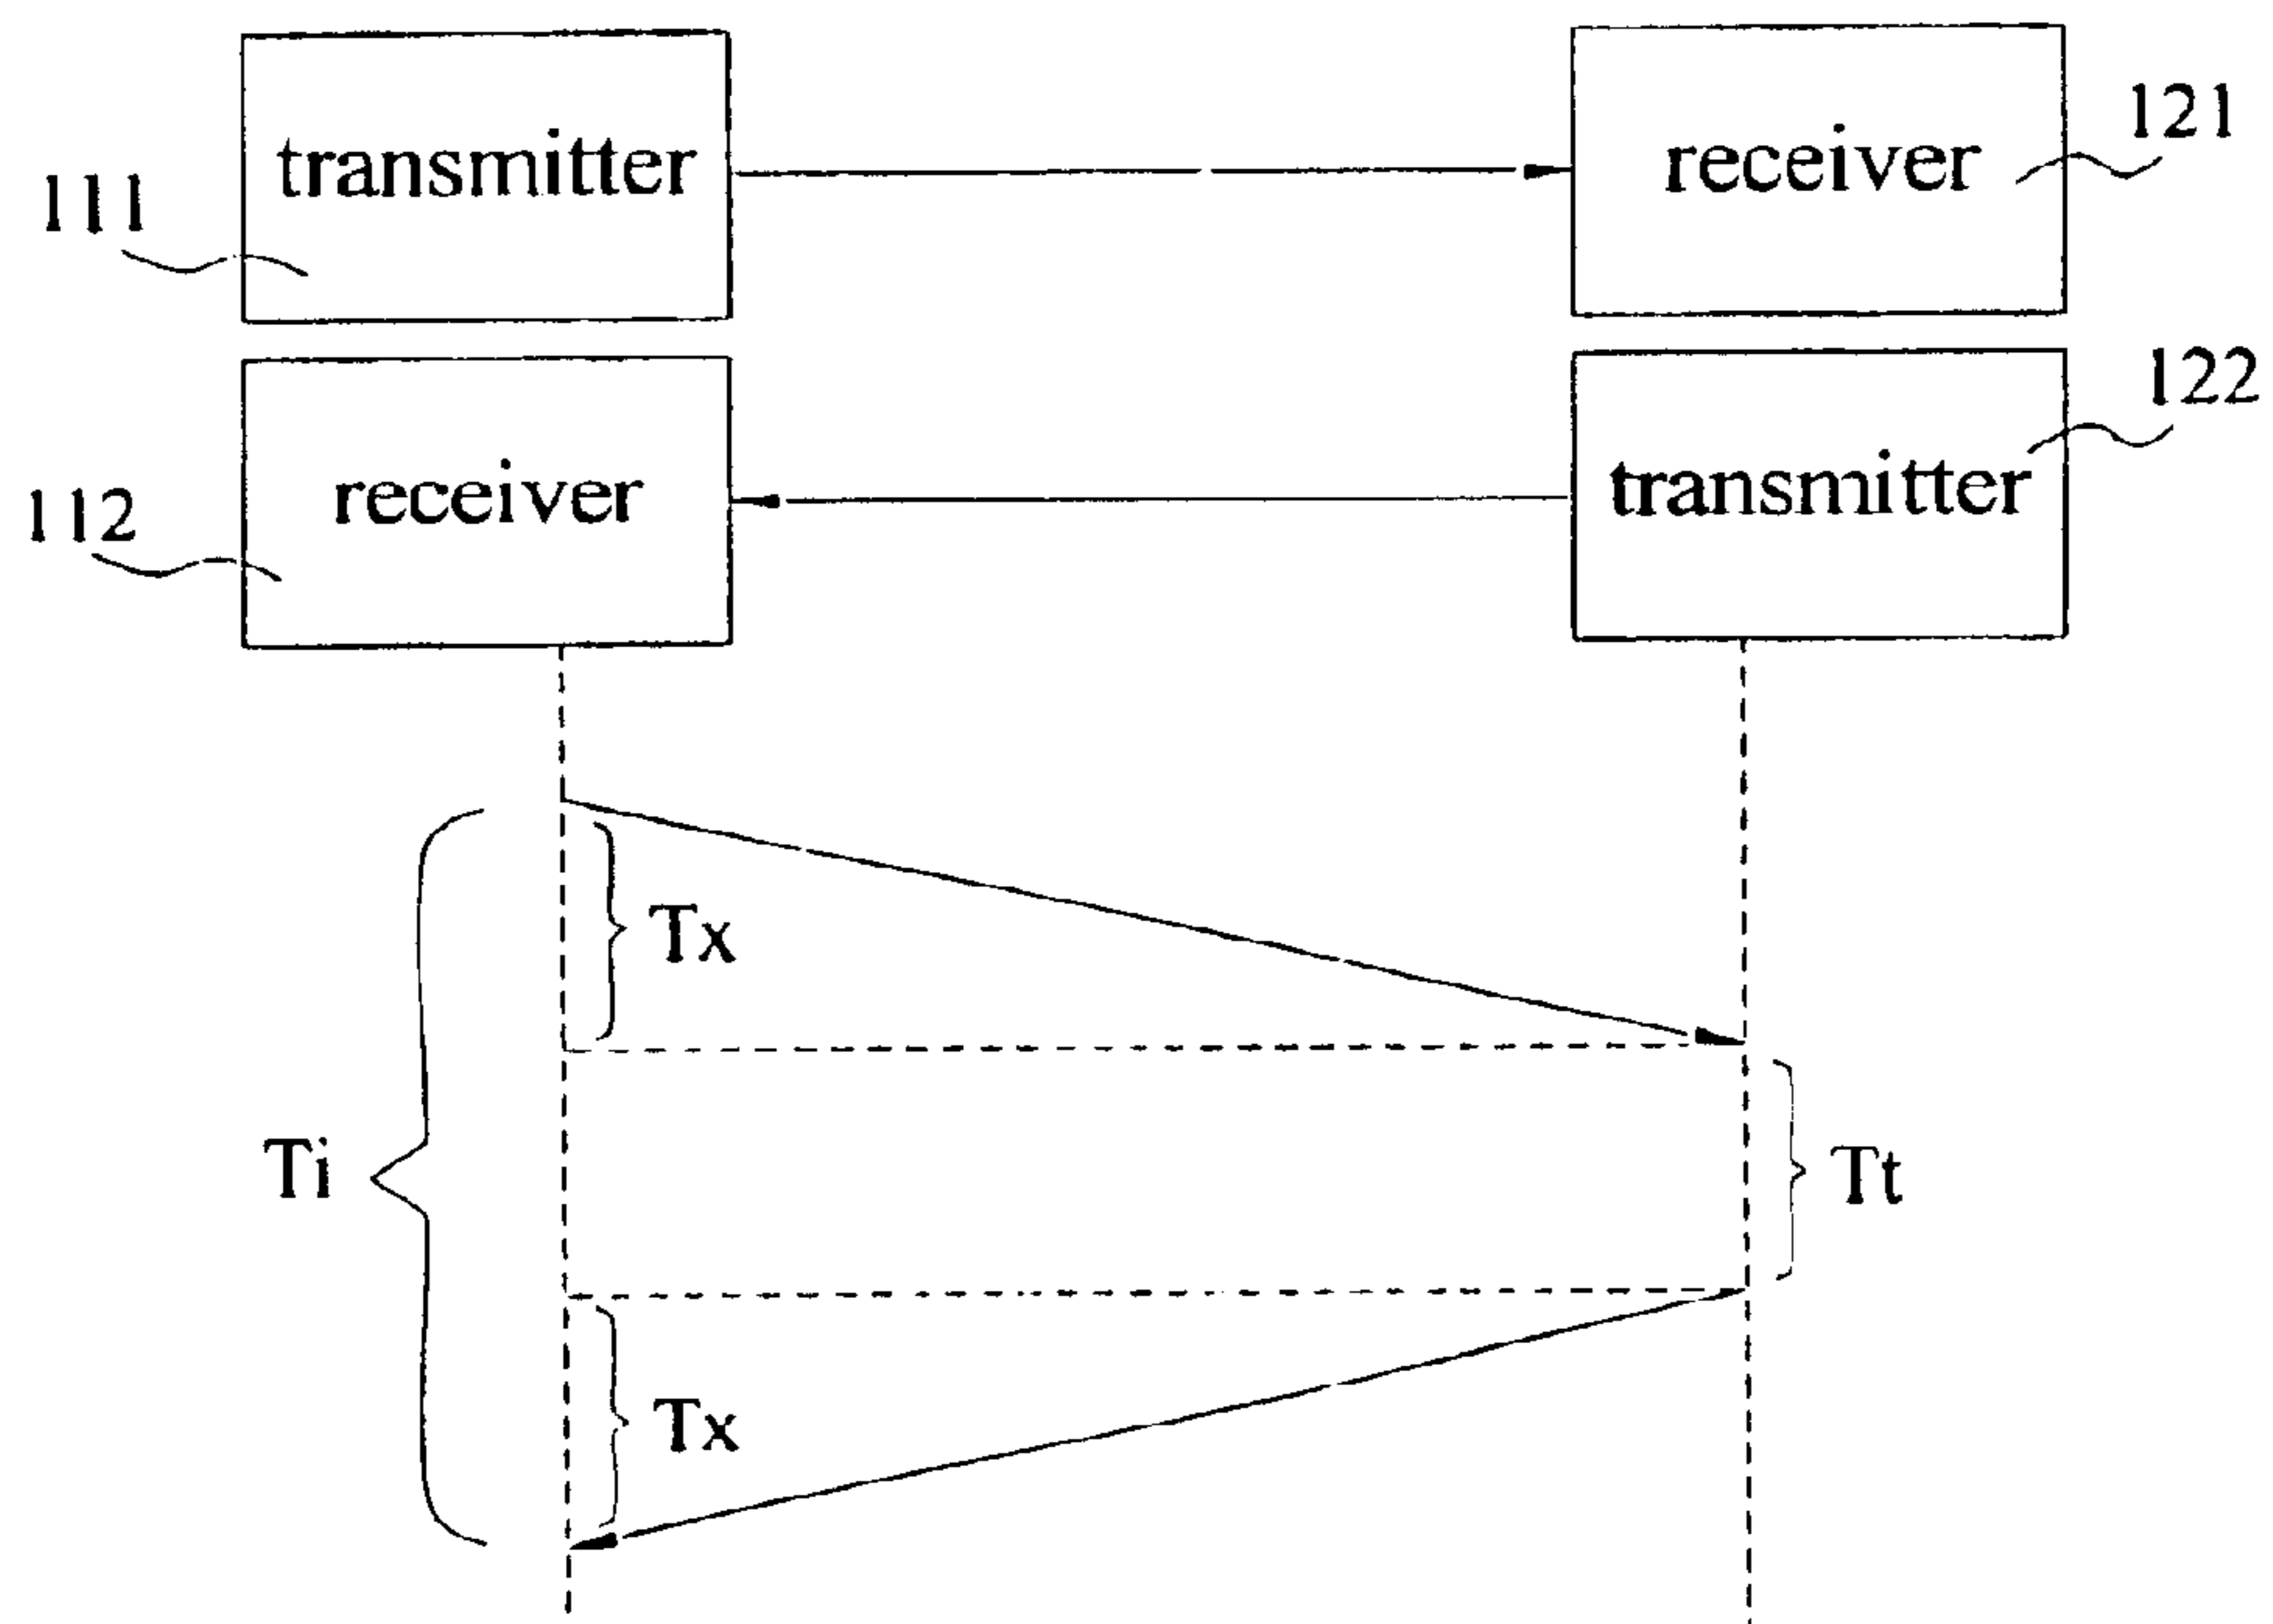 transmitter
receiver
121
111
122
receiver
transmitter
112
Tx
Ti
Tt
Tx